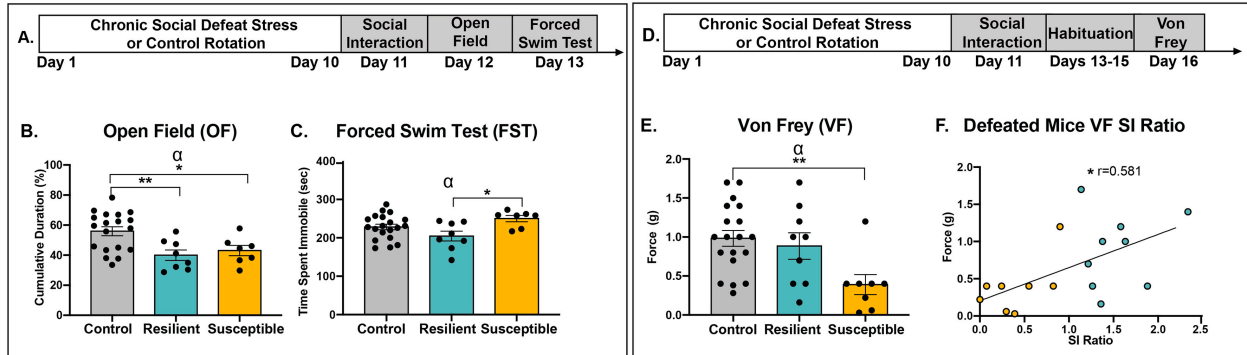 A.
Chronic Social Defeat Stress
or Control Rotation
Social
Interaction
Open
Field
Forced
Swim Test
Day 1
Day 10
Day 11
Day 12
Day 13
B.
Open Field (OF)
α
*
**
Cumulative Duration (%)
100
80
60
40
20
0
Control
Resilient
Susceptible
C.
Forced Swim Test (FST)
α
*
Time Spent Immobile (sec)
400
300
200
100
0
Control
Resilient
Susceptible
D.
Chronic Social Defeat Stress
or Control Rotation
Social
Interaction
Habituation
Von
Frey
Day 1
Day 10
Day 11
Days 13-15
Day 16
E.
Von Frey (VF)
α
**
Force (g)
2.0
1.5
1.0
0.5
0.0
Control
Resilient
Susceptible
F.
Defeated Mice VF SI Ratio
* r=0.581
Force (g)
2.0
1.5
1.0
0.5
0.0
0.0
0.5
1.0
1.5
2.0
2.5
SI Ratio